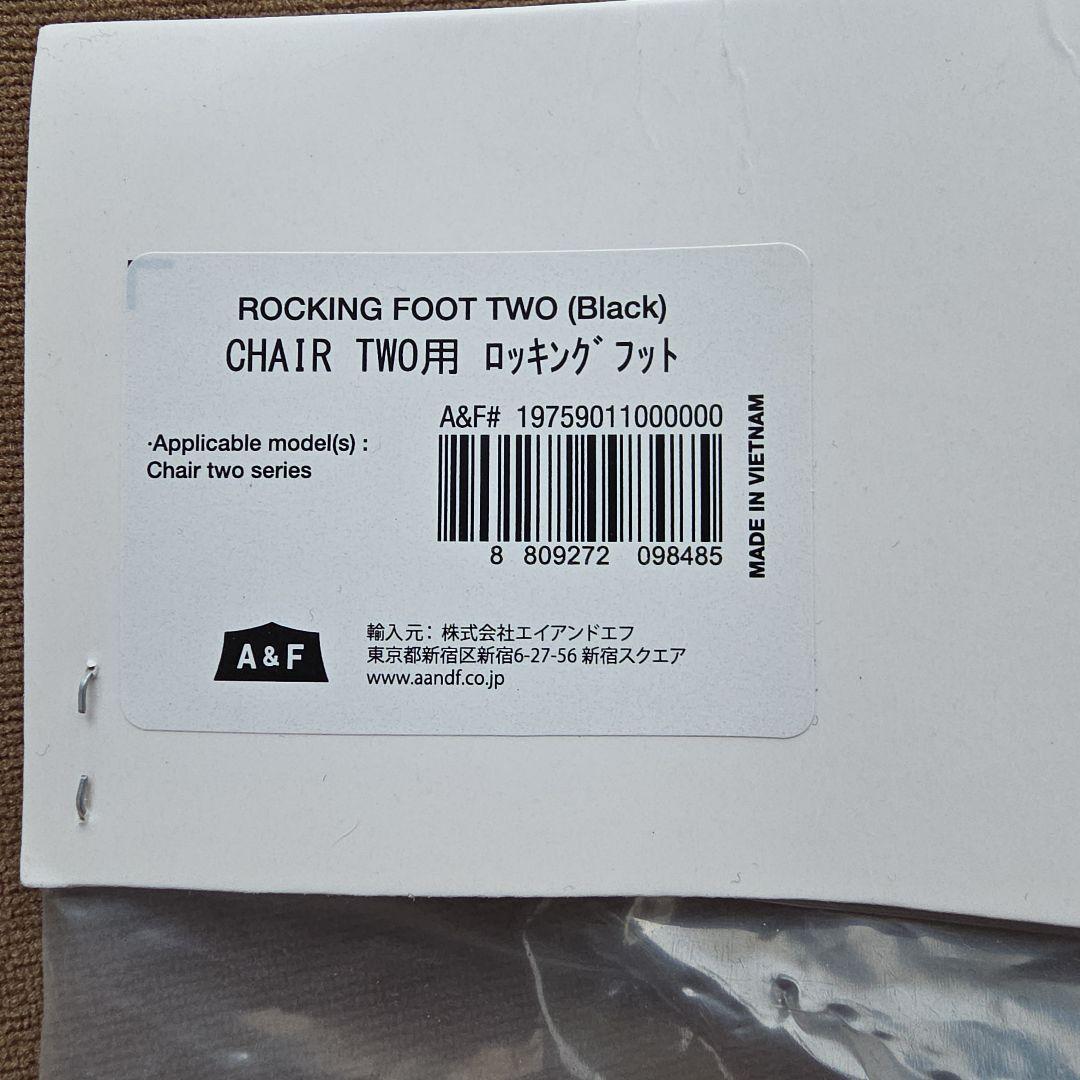 ROCKING FOOT TWO (Black)
CHAIR TWO用 ﾛｯｷﾝｸﾞﾌｯﾄ
A&F# 19759011000000
·Applicable model(s) :
Chair two series
8 809272 098485
MADE IN VIETNAM
A & F
輸入元：株式会社エイアンドエフ
東京都新宿区新宿6-27-56 新宿スクエア
www.aandf.co.jp